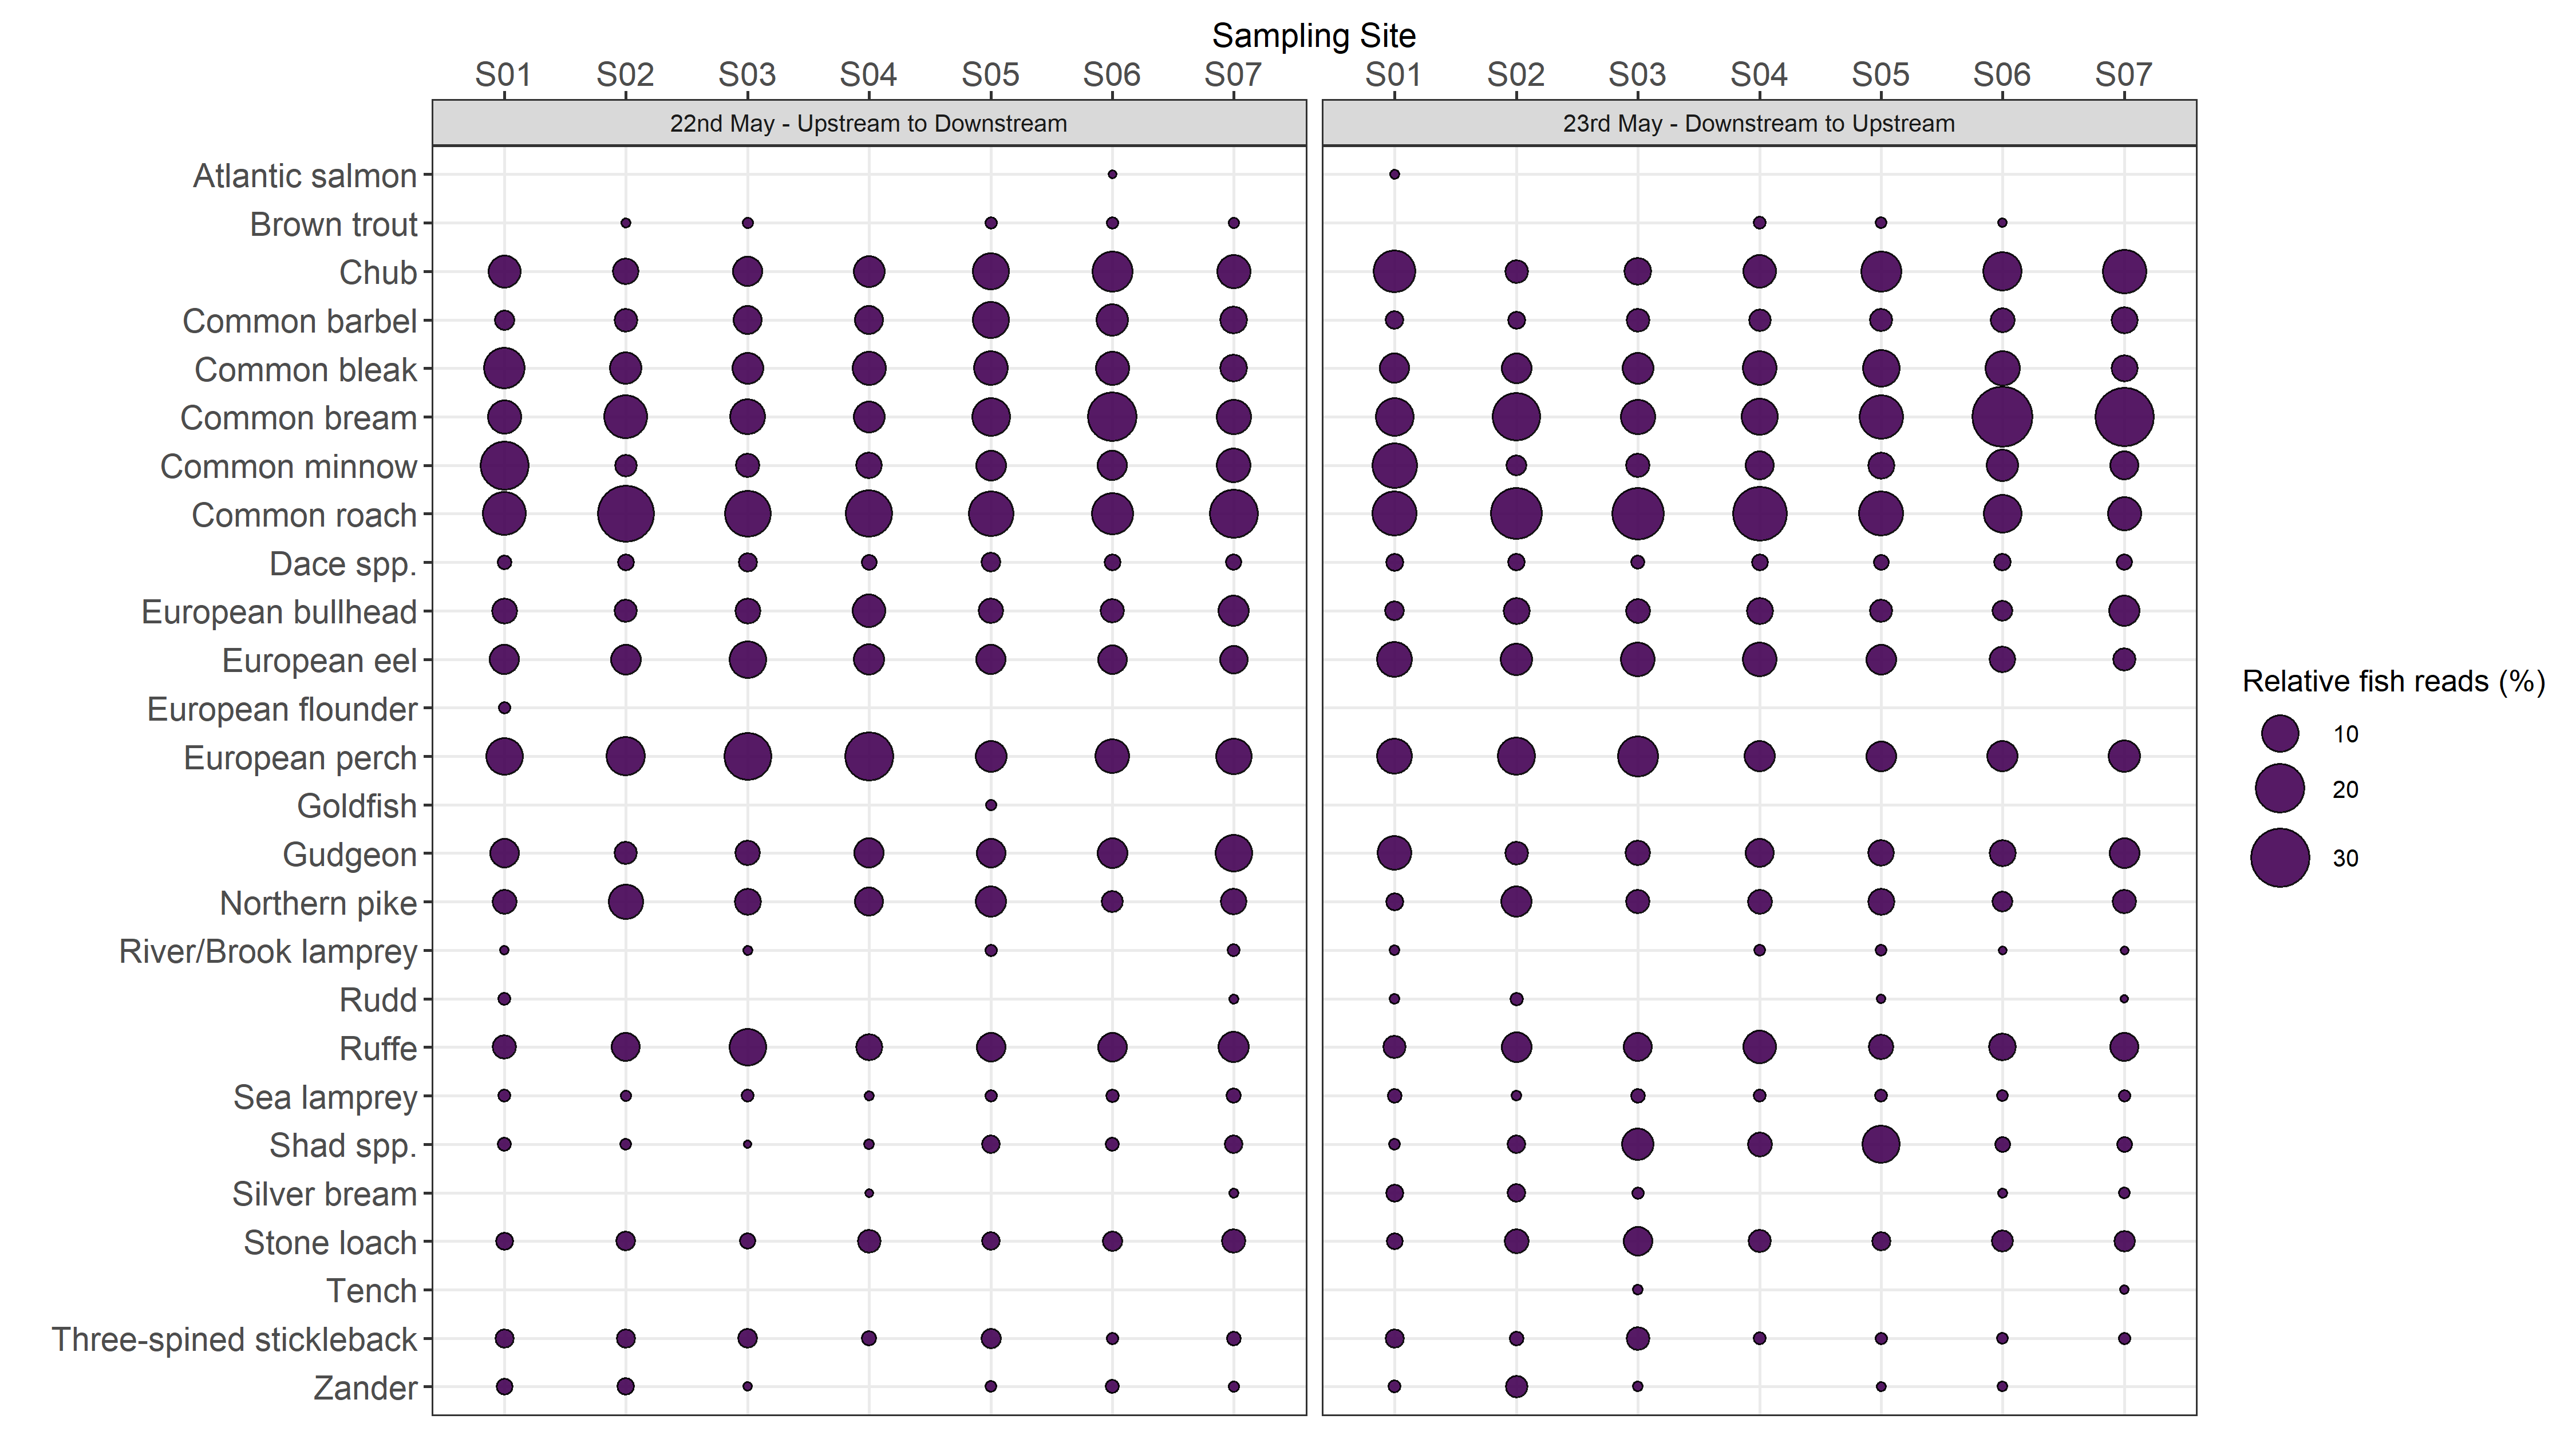 Sampling Site
S01 S02 S03 S04 S05 S06 S07 S01 S02 S03 S04 S05 S06 S07
22nd May - Upstream to Downstream 23rd May - Downstream to Upstream
Atlantic salmon
Brown trout
Chub
Common barbel
Common bleak
Common bream
Common minnow
Common roach
Dace spp.
European bullhead
European eel
European flounder
European perch
Goldfish
Gudgeon
Northern pike
River/Brook lamprey
Rudd
Ruffe
Sea lamprey
Shad spp.
Silver bream
Stone loach
Tench
Three-spined stickleback
Zander
Relative fish reads (%)
10
20
30